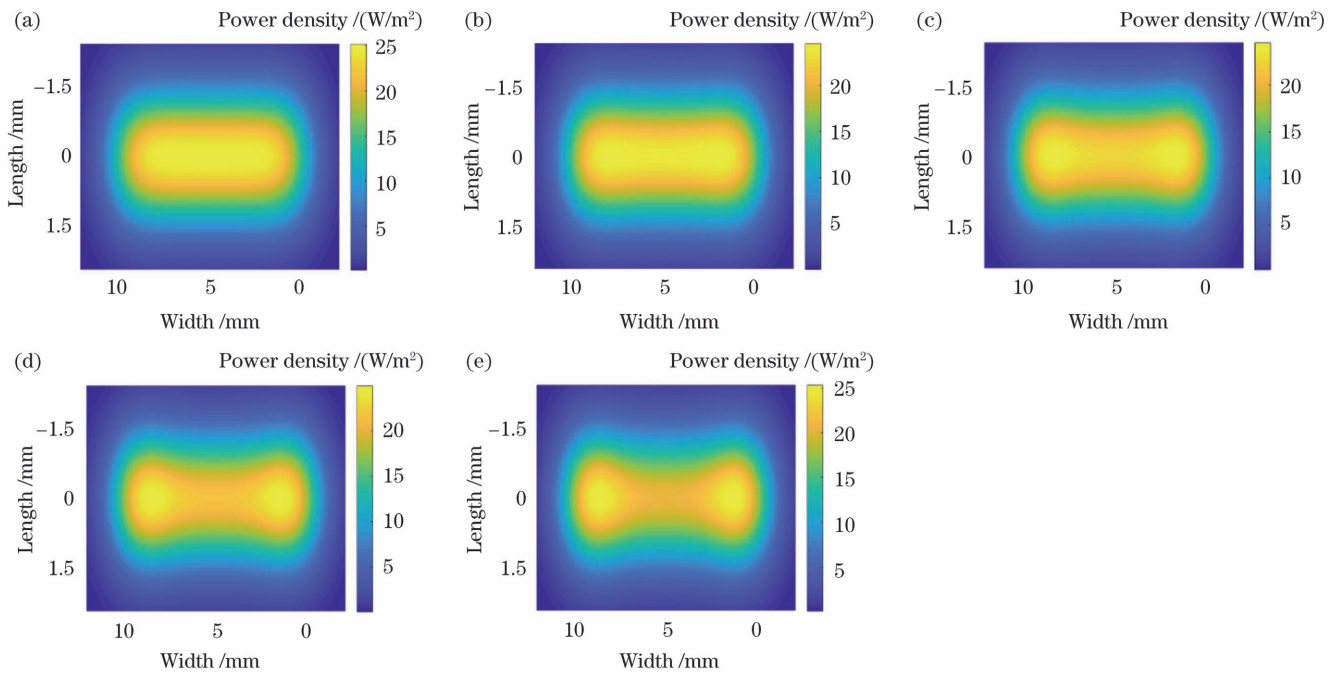 (a) Power density /(W/m²)
25
20
15
10
5
Length /mm
−1.5
0
1.5
10 5 0
Width /mm
(b) Power density /(W/m²)
20
15
10
5
Length /mm
−1.5
0
1.5
10 5 0
Width /mm
(c) Power density /(W/m²)
20
15
10
5
Length /mm
−1.5
0
1.5
10 5 0
Width /mm
(d) Power density /(W/m²)
20
15
10
5
Length /mm
−1.5
0
1.5
10 5 0
Width /mm
(e) Power density /(W/m²)
25
20
15
10
5
Length /mm
−1.5
0
1.5
10 5 0
Width /mm